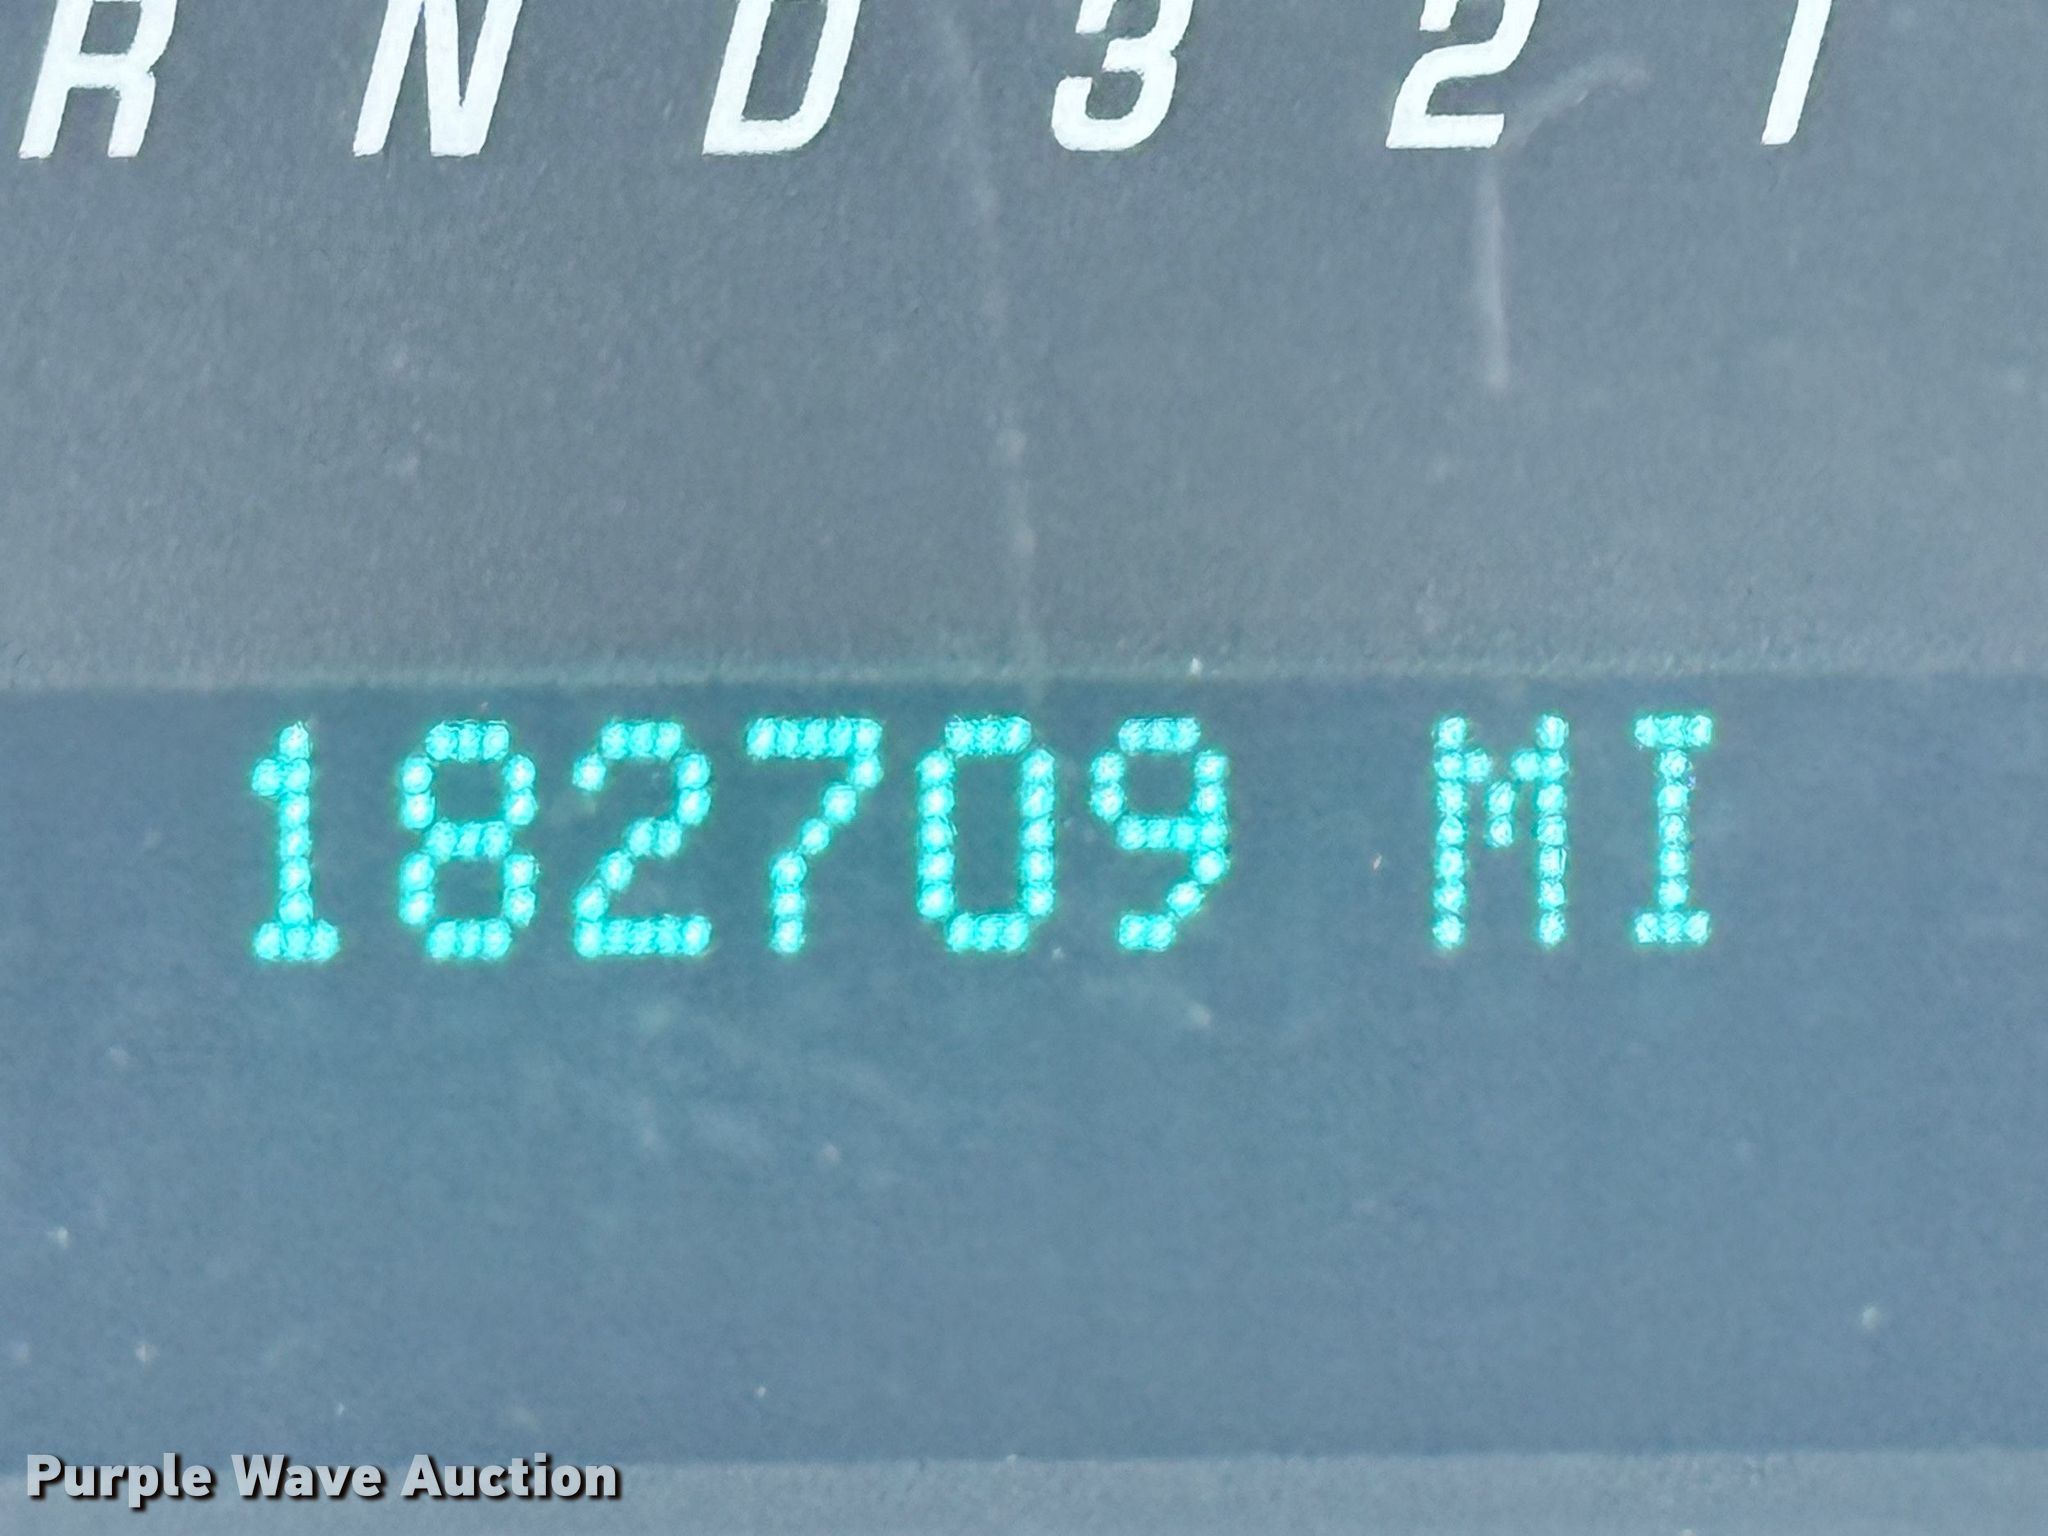 R N D 3 2 1
182709 MI
Purple Wave Auction